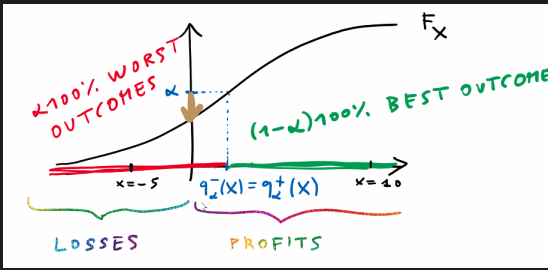 F_X
α100% WORST
OUTCOMES
α
(1-α)100% BEST OUTCOME
x=-5
q_α^-(X) = q_α^+(X)
x=10
LOSSES
PROFITS